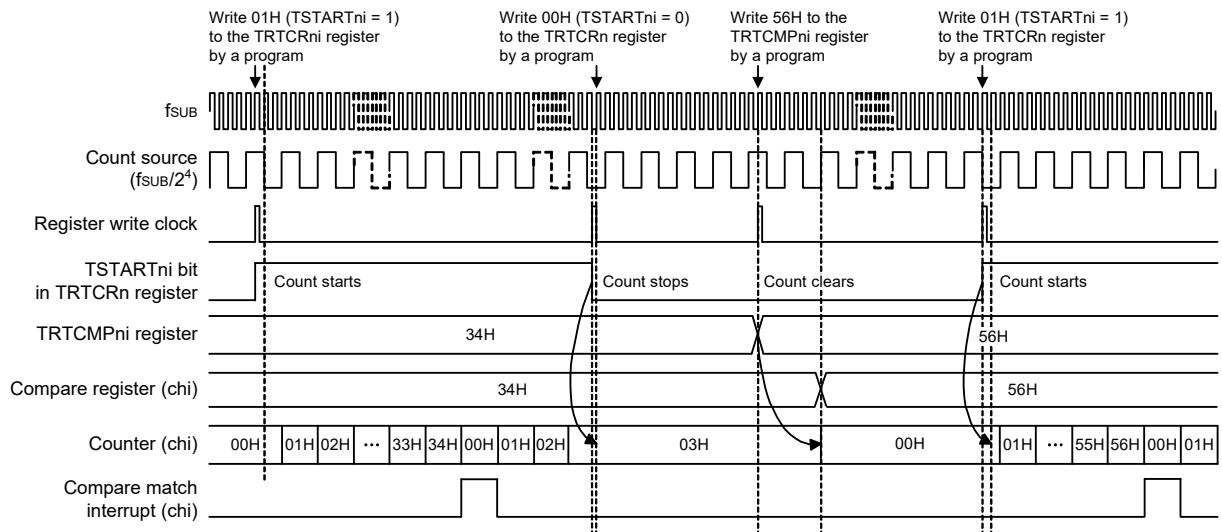 Write 01H (TSTARTni = 1)
to the TRTCRni register
by a program
Write 00H (TSTARTni = 0)
to the TRTCRn register
by a program
Write 56H to the
TRTCMPni register
by a program
Write 01H (TSTARTni = 1)
to the TRTCRn register
by a program
fSUB
Count source
(fSUB/2⁴)
Register write clock
TSTARTni bit
in TRTCRn register
Count starts
Count stops
Count clears
Count starts
TRTCMPni register
34H
56H
Compare register (chi)
34H
56H
Counter (chi)
00H 01H 02H ··· 33H 34H 00H 01H 02H 03H 00H 01H ··· 55H 56H 00H 01H
Compare match
interrupt (chi)